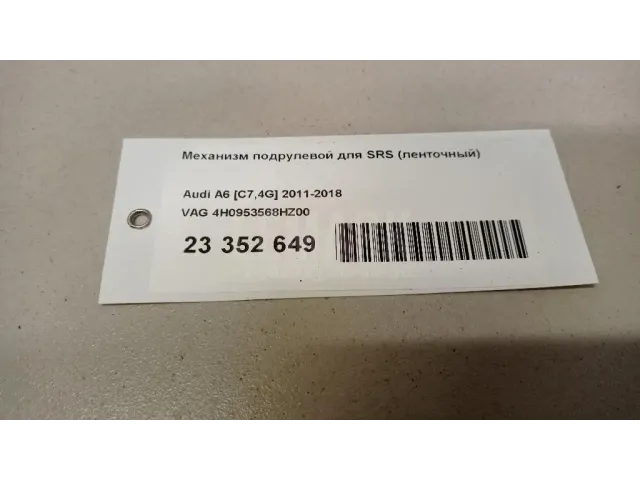 Механизм подрулевой для SRS (ленточный)
Audi A6 [C7,4G] 2011-2018
VAG 4H0953568HZ00
23 352 649